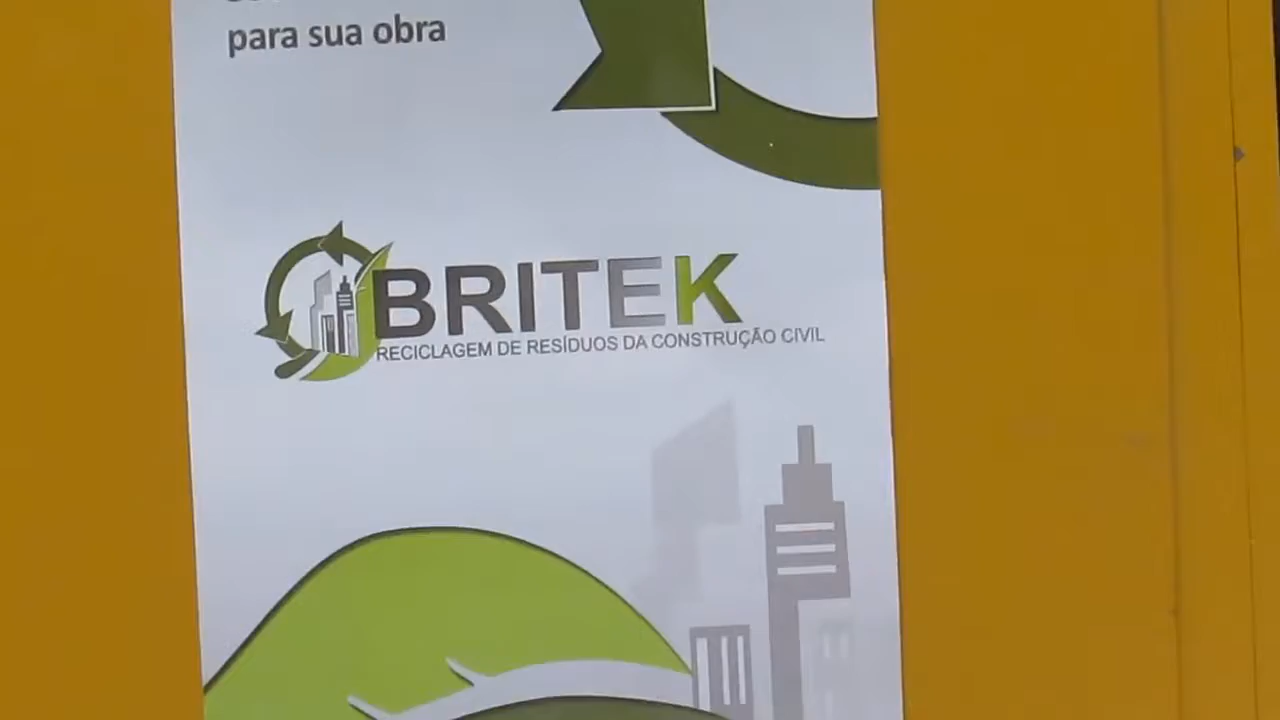 para sua obra
BRITEK
RECICLAGEM DE RESÍDUOS DA CONSTRUÇÃO CIVIL